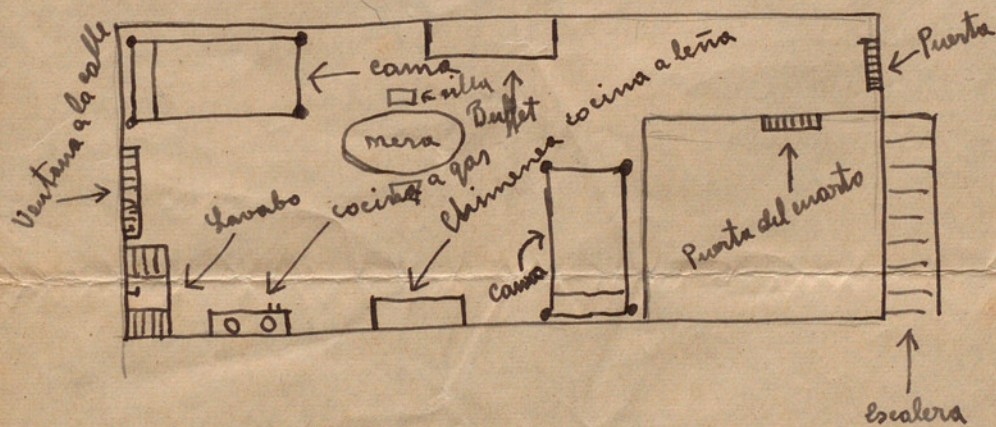 Ventana a la calle
cama
silla
Buffet
Puerta
mesa
cocina a gas
Chimenea cocina a leña
Lavabo
cama
Puerta del cuarto
escalera